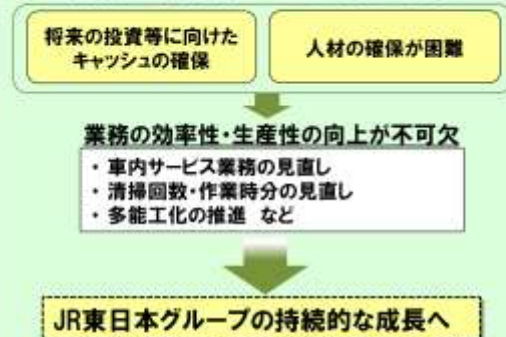 将来の投資等に向けた
キャッシュの確保
人材の確保が困難
業務の効率性・生産性の向上が不可欠
・ 車内サービス業務の見直し
・ 清掃回数・作業時分の見直し
・ 多能工化の推進 など
JR東日本グループの持続的な成長へ